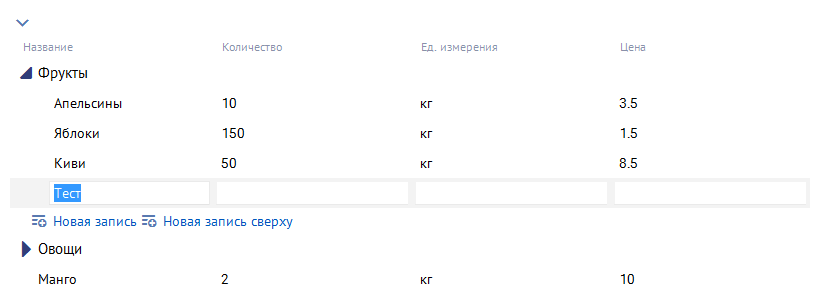 Название Количество Ед. измерения Цена
Фрукты
Апельсины 10 кг 3.5
Яблоки 150 кг 1.5
Киви 50 кг 8.5
Тест
Новая запись Новая запись сверху
Овощи
Манго 2 кг 10